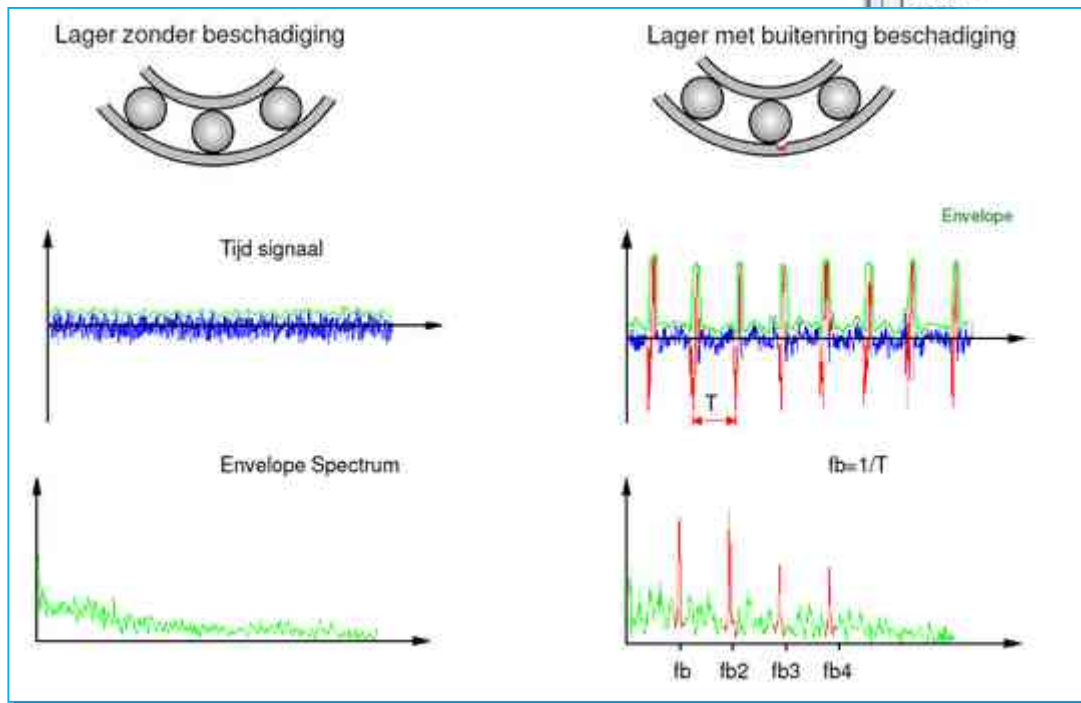 Lager zonder beschadiging
Lager met buitenring beschadiging
Tijd signaal
Envelope
T
Envelope Spectrum
fb=1/T
fb fb2 fb3 fb4